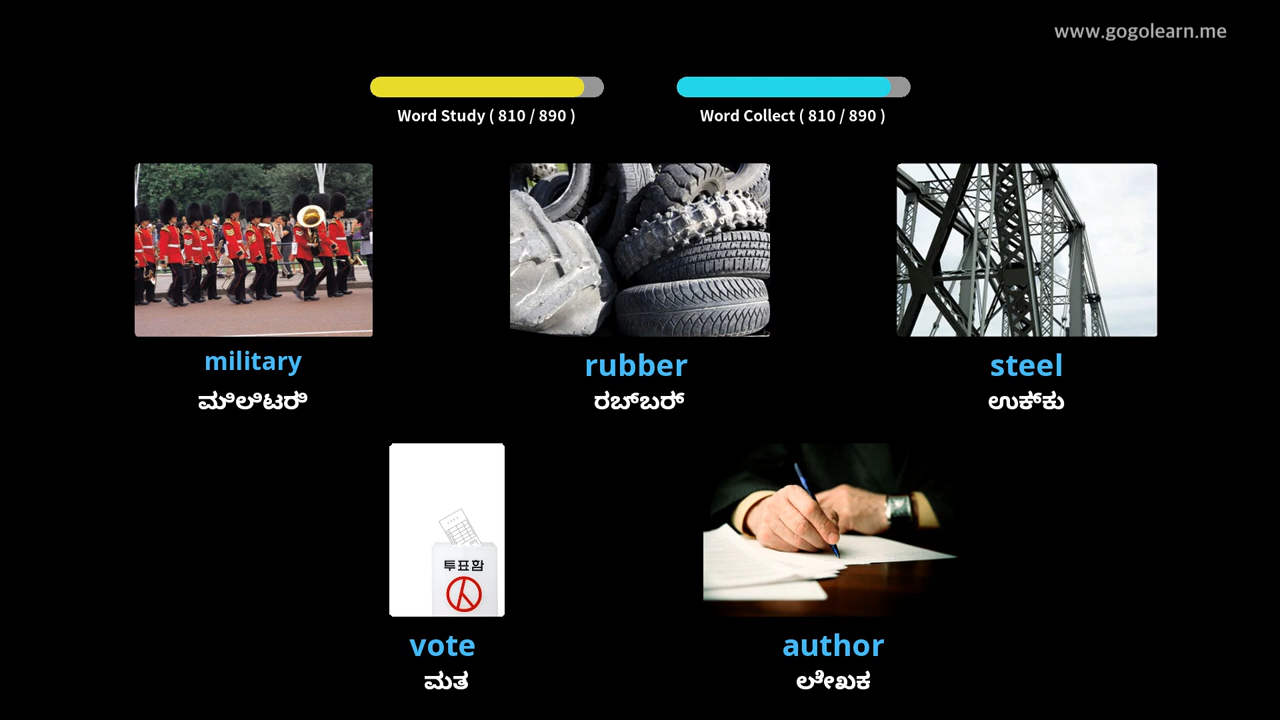 www.gogolearn.me
Word Study ( 810 / 890 )
Word Collect ( 810 / 890 )
military
ಮಿಲಿಟರಿ
rubber
ರಬ್ಬರ್
steel
ಉಕ್ಕು
투표함
vote
ಮತ
author
ಲೇಖಕ